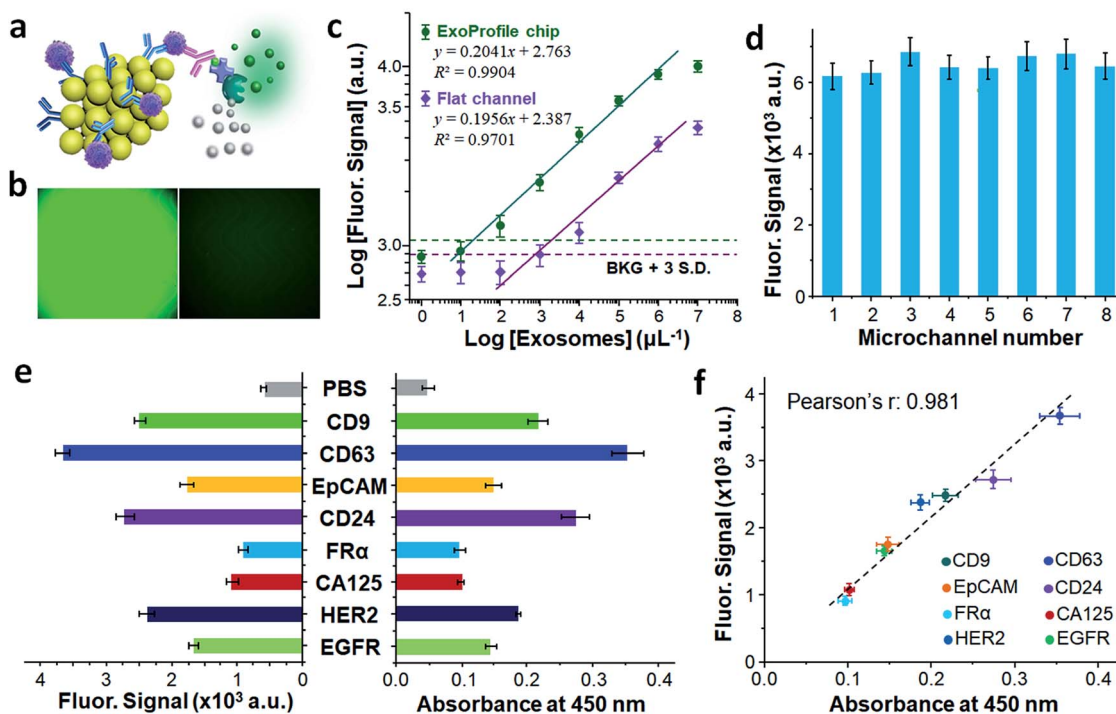 a
b
c
ExoProfile chip
y = 0.2041x + 2.763
R² = 0.9904
Flat channel
y = 0.1956x + 2.387
R² = 0.9701
BKG + 3 S.D.
Log [Fluor. Signal] (a.u.)
4.0
3.5
3.0
2.5
0 1 2 3 4 5 6 7 8
Log [Exosomes] (µL⁻¹)
d
Fluor. Signal (x10³ a.u.)
6
4
2
0
1 2 3 4 5 6 7 8
Microchannel number
e
PBS
CD9
CD63
EpCAM
CD24
FRα
CA125
HER2
EGFR
4 3 2 1 0
Fluor. Signal (x10³ a.u.)
0.0 0.1 0.2 0.3 0.4
Absorbance at 450 nm
f
Pearson's r: 0.981
Fluor. Signal (x10³ a.u.)
4
3
2
1
0
CD9 CD63
EpCAM CD24
FRα CA125
HER2 EGFR
0.0 0.1 0.2 0.3 0.4
Absorbance at 450 nm